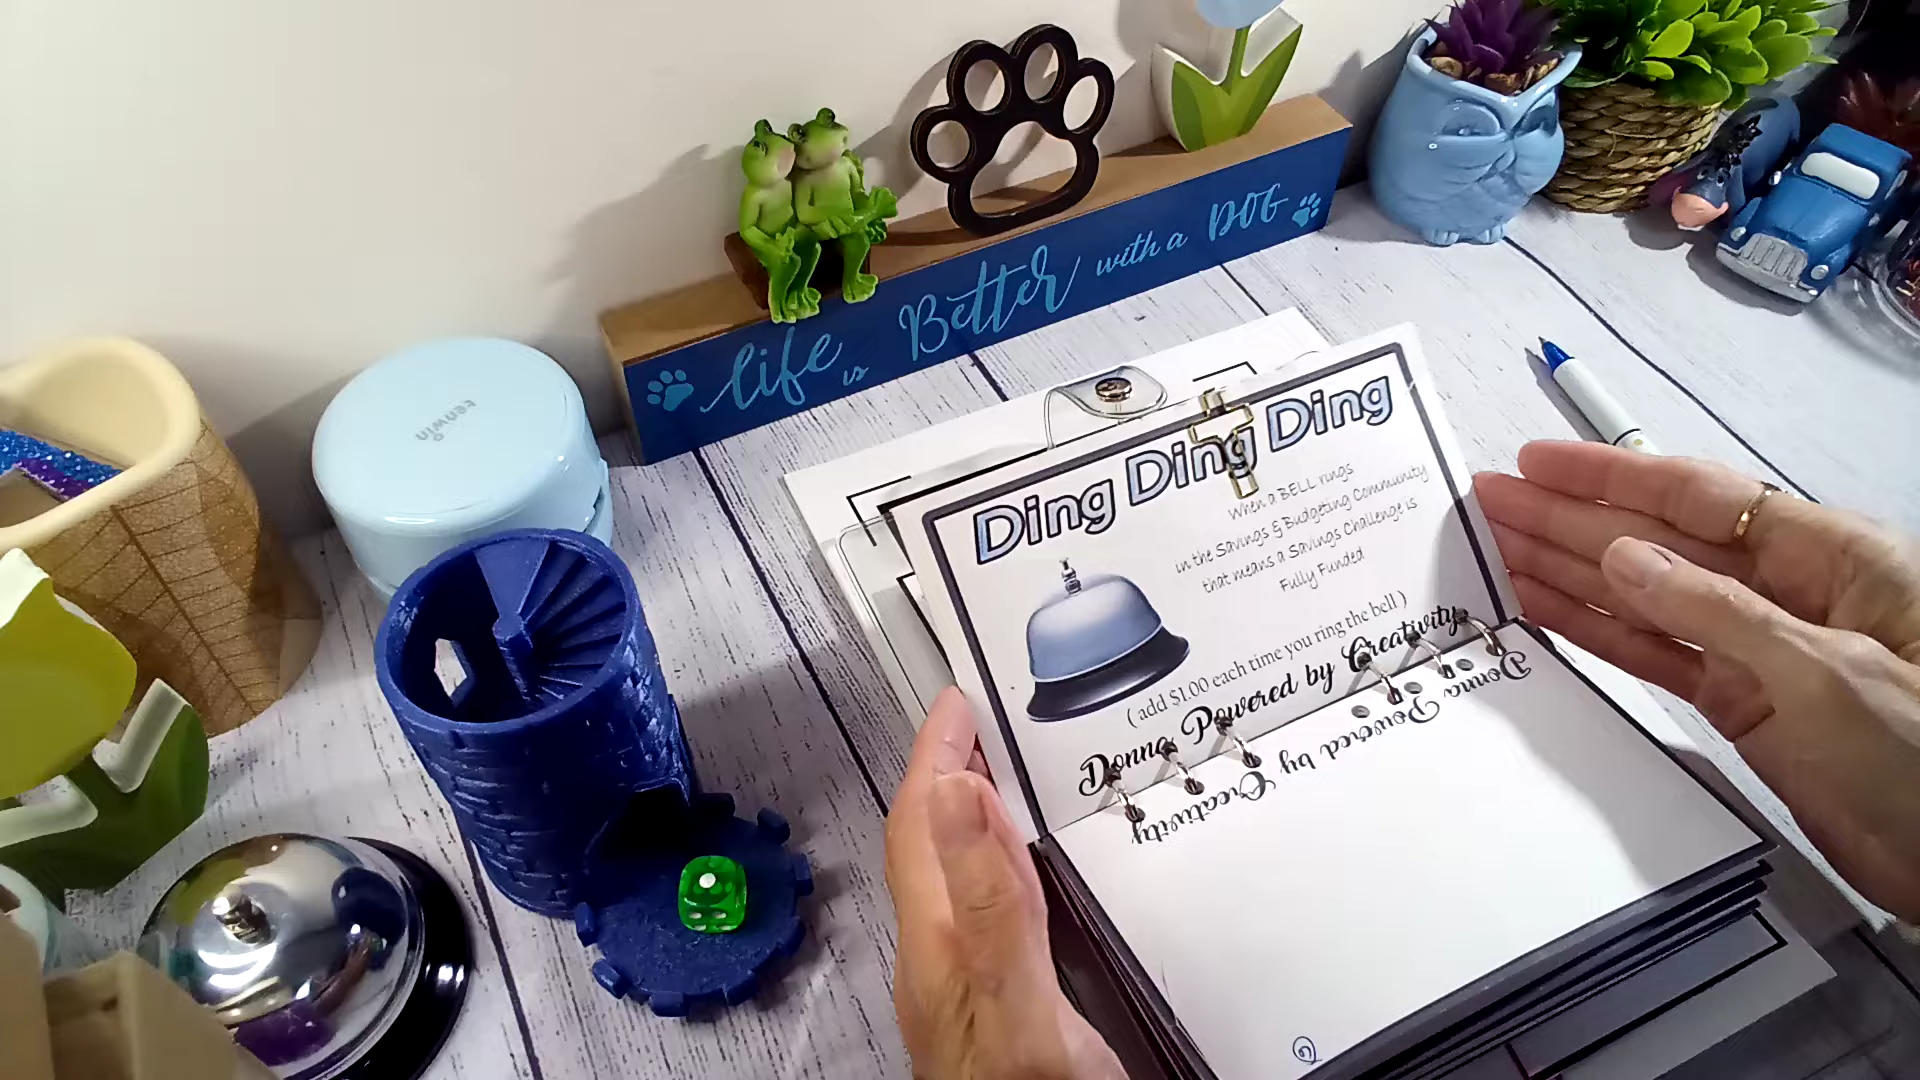 Life is Better with a DOG
tenwin
Ding Ding Ding
When a BELL rings
in the Savings & Budgeting Community
that means a Savings Challenge is
Fully Funded
( add $1.00 each time you ring the bell )
Donna Powered by Creativity
Donna Powered by Creativity